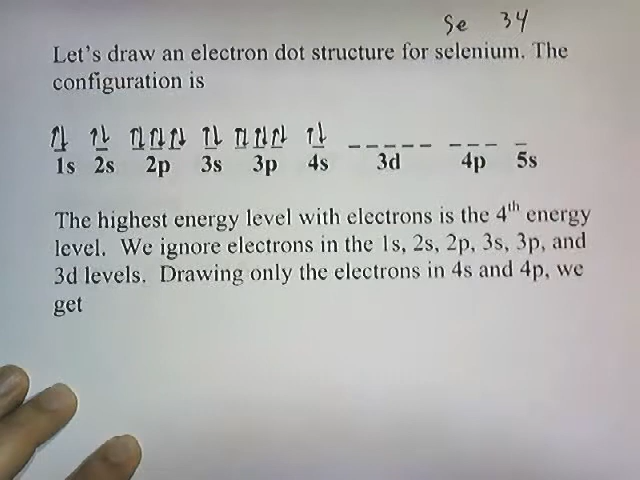 Se 34
Let's draw an electron dot structure for selenium. The
configuration is
⥮ ⥮ ⥮⥮⥮ ⥮ ⥮⥮⥮ ⥮ _ _ _ _ _ _ _ _ _
1s 2s 2p 3s 3p 4s 3d 4p 5s
The highest energy level with electrons is the 4th energy
level. We ignore electrons in the 1s, 2s, 2p, 3s, 3p, and
3d levels. Drawing only the electrons in 4s and 4p, we
get